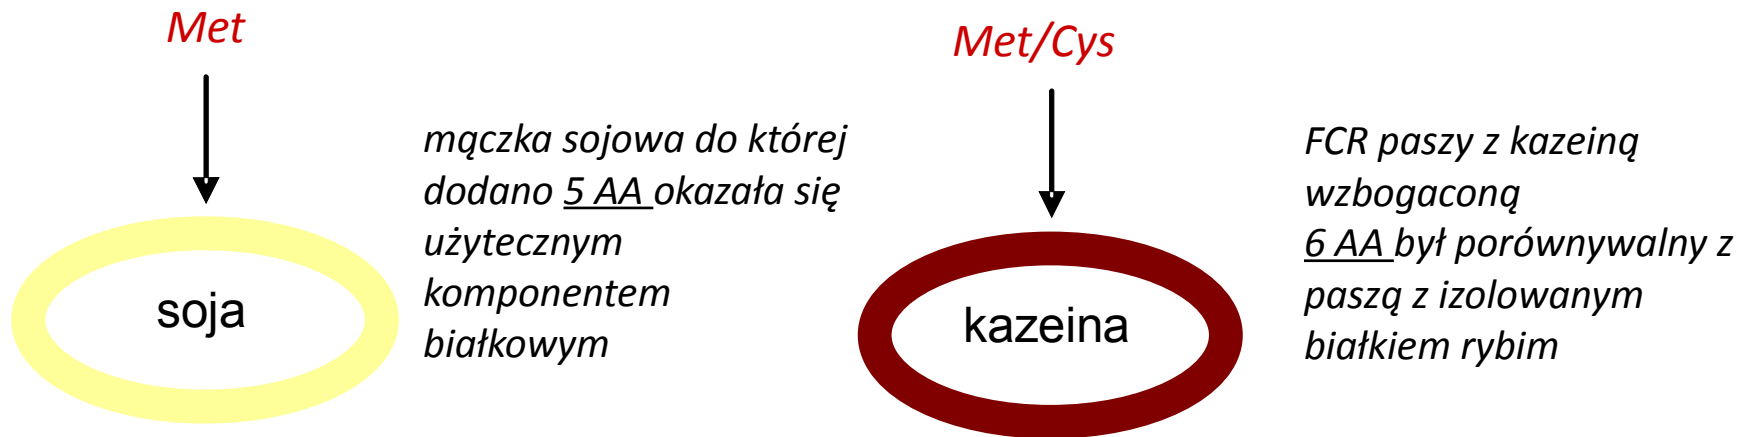 Met
mączka sojowa do której
dodano 5 AA okazała się
użytecznym
komponentem
białkowym
soja
Met/Cys
FCR paszy z kazeiną
wzbogaconą
6 AA był porównywalny z
paszą z izolowanym
białkiem rybim
kazeina